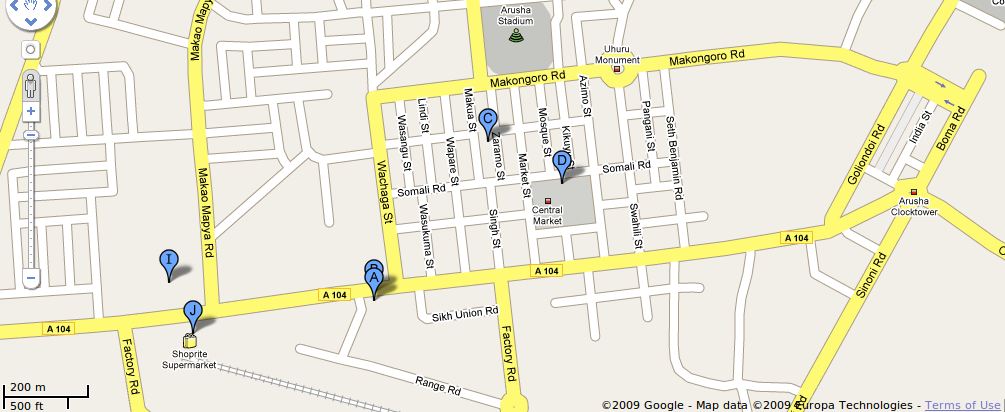 Arusha
Stadium
Uhuru
Monument
Makongoro Rd
Makongoro Rd
Makao Mapya
Makao Mapya Rd
Wachaga St
Wasangu St
Lindi St
Makua St
Wapare St
Wasukuma St
C
Zaramo St
Singh St
Market St
Mosque St
Azimo St
D
Pangani St
Seth Benjamin Rd
Swahili St
Somali Rd
Somali Rd
Central
Market
India St
Boma Rd
Goliondoi Rd
Arusha
Clocktower
Sinoni Rd
I
A
A 104
A 104
A 104
A 104
J
Shoprite
Supermarket
Sikh Union Rd
Factory Rd
Factory Rd
Range Rd
Rd
200 m
500 ft
©2009 Google - Map data ©2009 Europa Technologies - Terms of Use